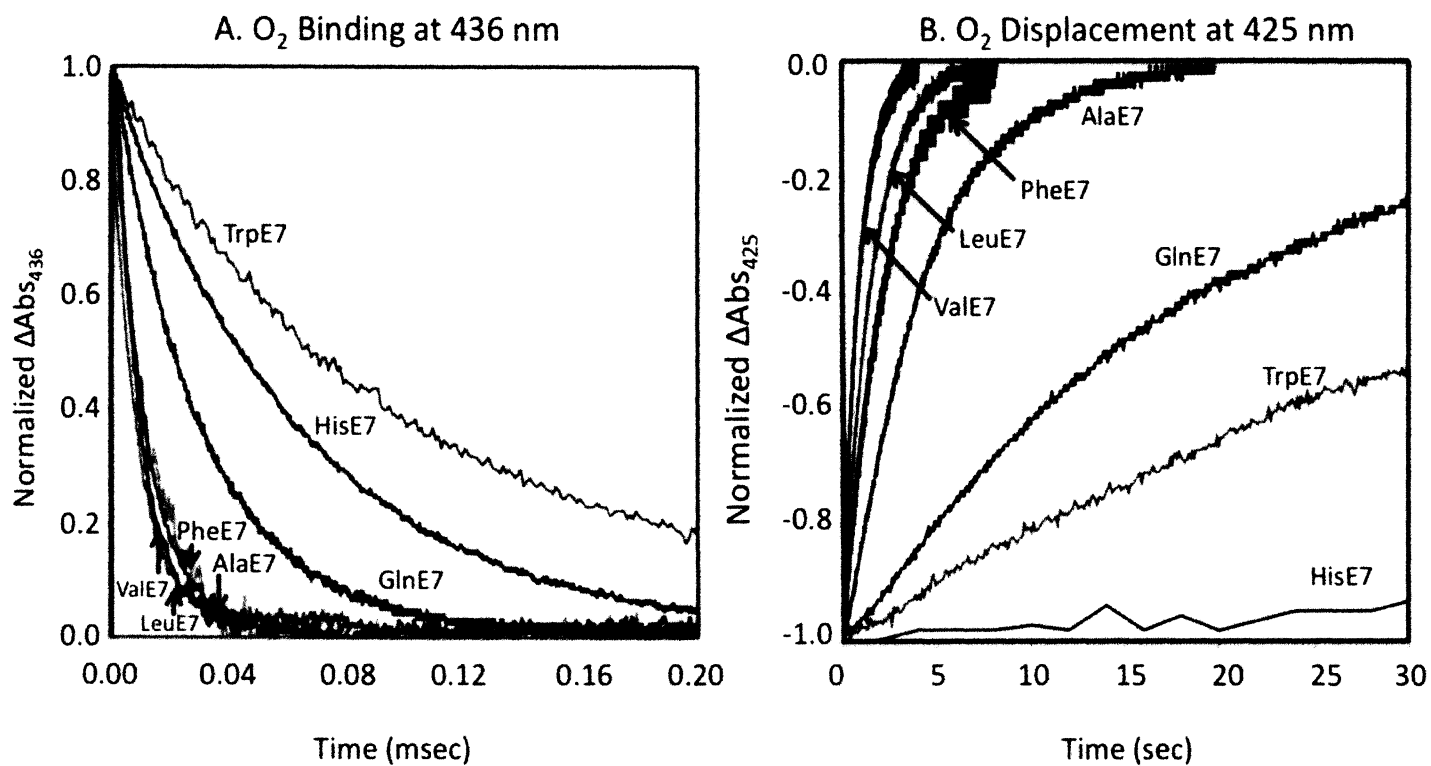 A. O₂ Binding at 436 nm
Normalized ΔAbs₄₃₆
1.0
0.8
0.6
0.4
0.2
0.0
TrpE7
HisE7
PheE7
AlaE7
GlnE7
ValE7
LeuE7
0.00 0.04 0.08 0.12 0.16 0.20
Time (msec)
B. O₂ Displacement at 425 nm
Normalized ΔAbs₄₂₅
0.0
-0.2
-0.4
-0.6
-0.8
-1.0
AlaE7
PheE7
LeuE7
GlnE7
ValE7
TrpE7
HisE7
0 5 10 15 20 25 30
Time (sec)